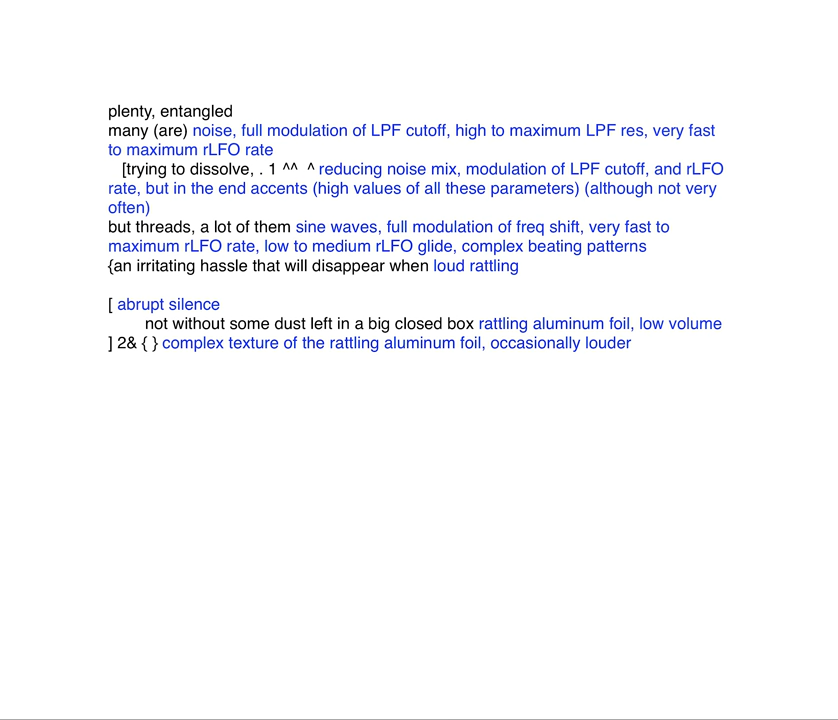 plenty, entangled
many (are) noise, full modulation of LPF cutoff, high to maximum LPF res, very fast
to maximum rLFO rate
[trying to dissolve, . 1 ^^  ^ reducing noise mix, modulation of LPF cutoff, and rLFO
rate, but in the end accents (high values of all these parameters) (although not very
often)
but threads, a lot of them sine waves, full modulation of freq shift, very fast to
maximum rLFO rate, low to medium rLFO glide, complex beating patterns
{an irritating hassle that will disappear when loud rattling
[ abrupt silence
not without some dust left in a big closed box rattling aluminum foil, low volume
] 2& { } complex texture of the rattling aluminum foil, occasionally louder